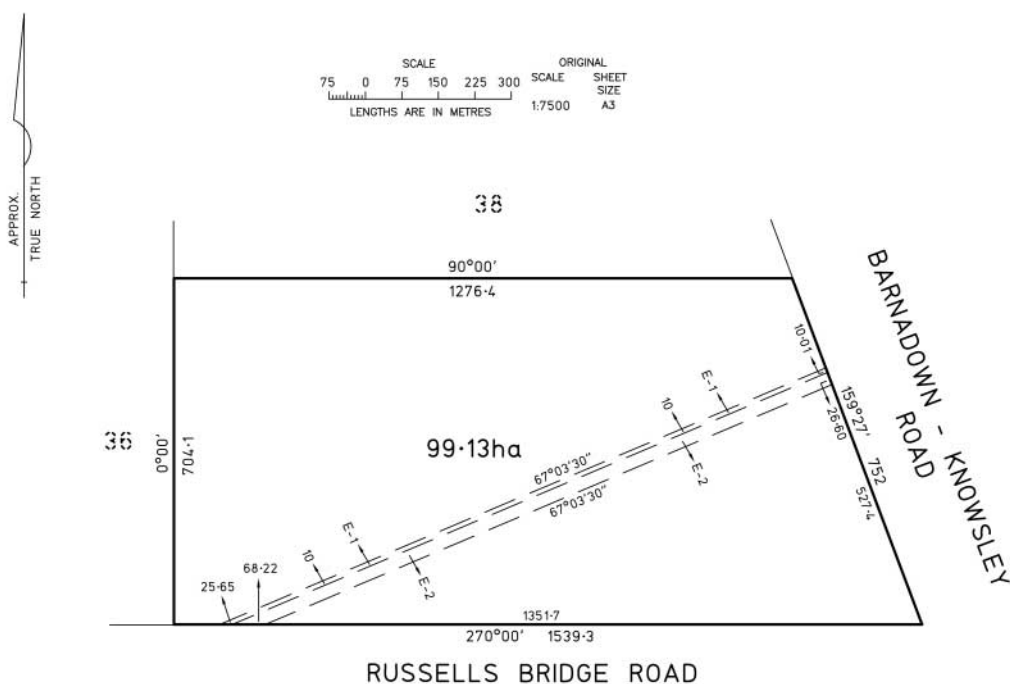 SCALE
75 0 75 150 225 300
LENGTHS ARE IN METRES
ORIGINAL
SCALE SHEET SIZE
1:7500 A3
APPROX.
TRUE NORTH
38
90°00'
1276·4
BARNADOWN - KNOWSLEY
ROAD
36
0°00'
704·1
99·13ha
10·01
E-1
10
26·60
159°27' 752
527·4
67°03'30"
67°03'30"
E-2
E-1
10
E-2
68·22
25·65
1351·7
270°00' 1539·3
RUSSELLS BRIDGE ROAD